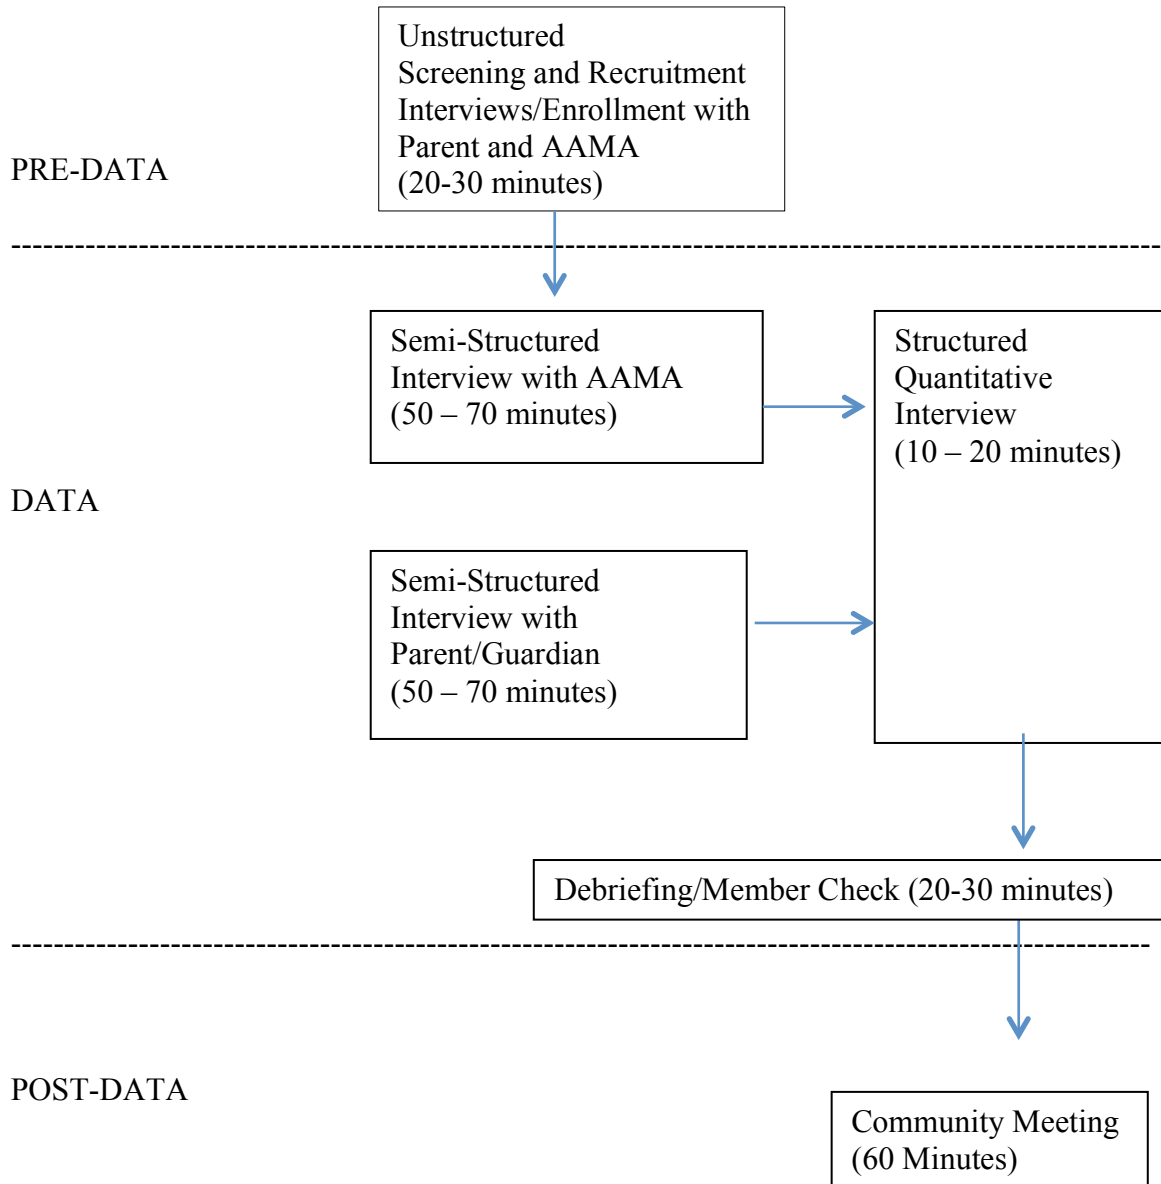 Unstructured
Screening and Recruitment
Interviews/Enrollment with
Parent and AAMA
(20-30 minutes)
PRE-DATA
Semi-Structured
Interview with AAMA
(50 – 70 minutes)
Structured
Quantitative
Interview
(10 – 20 minutes)
DATA
Semi-Structured
Interview with
Parent/Guardian
(50 – 70 minutes)
Debriefing/Member Check (20-30 minutes)
POST-DATA
Community Meeting
(60 Minutes)